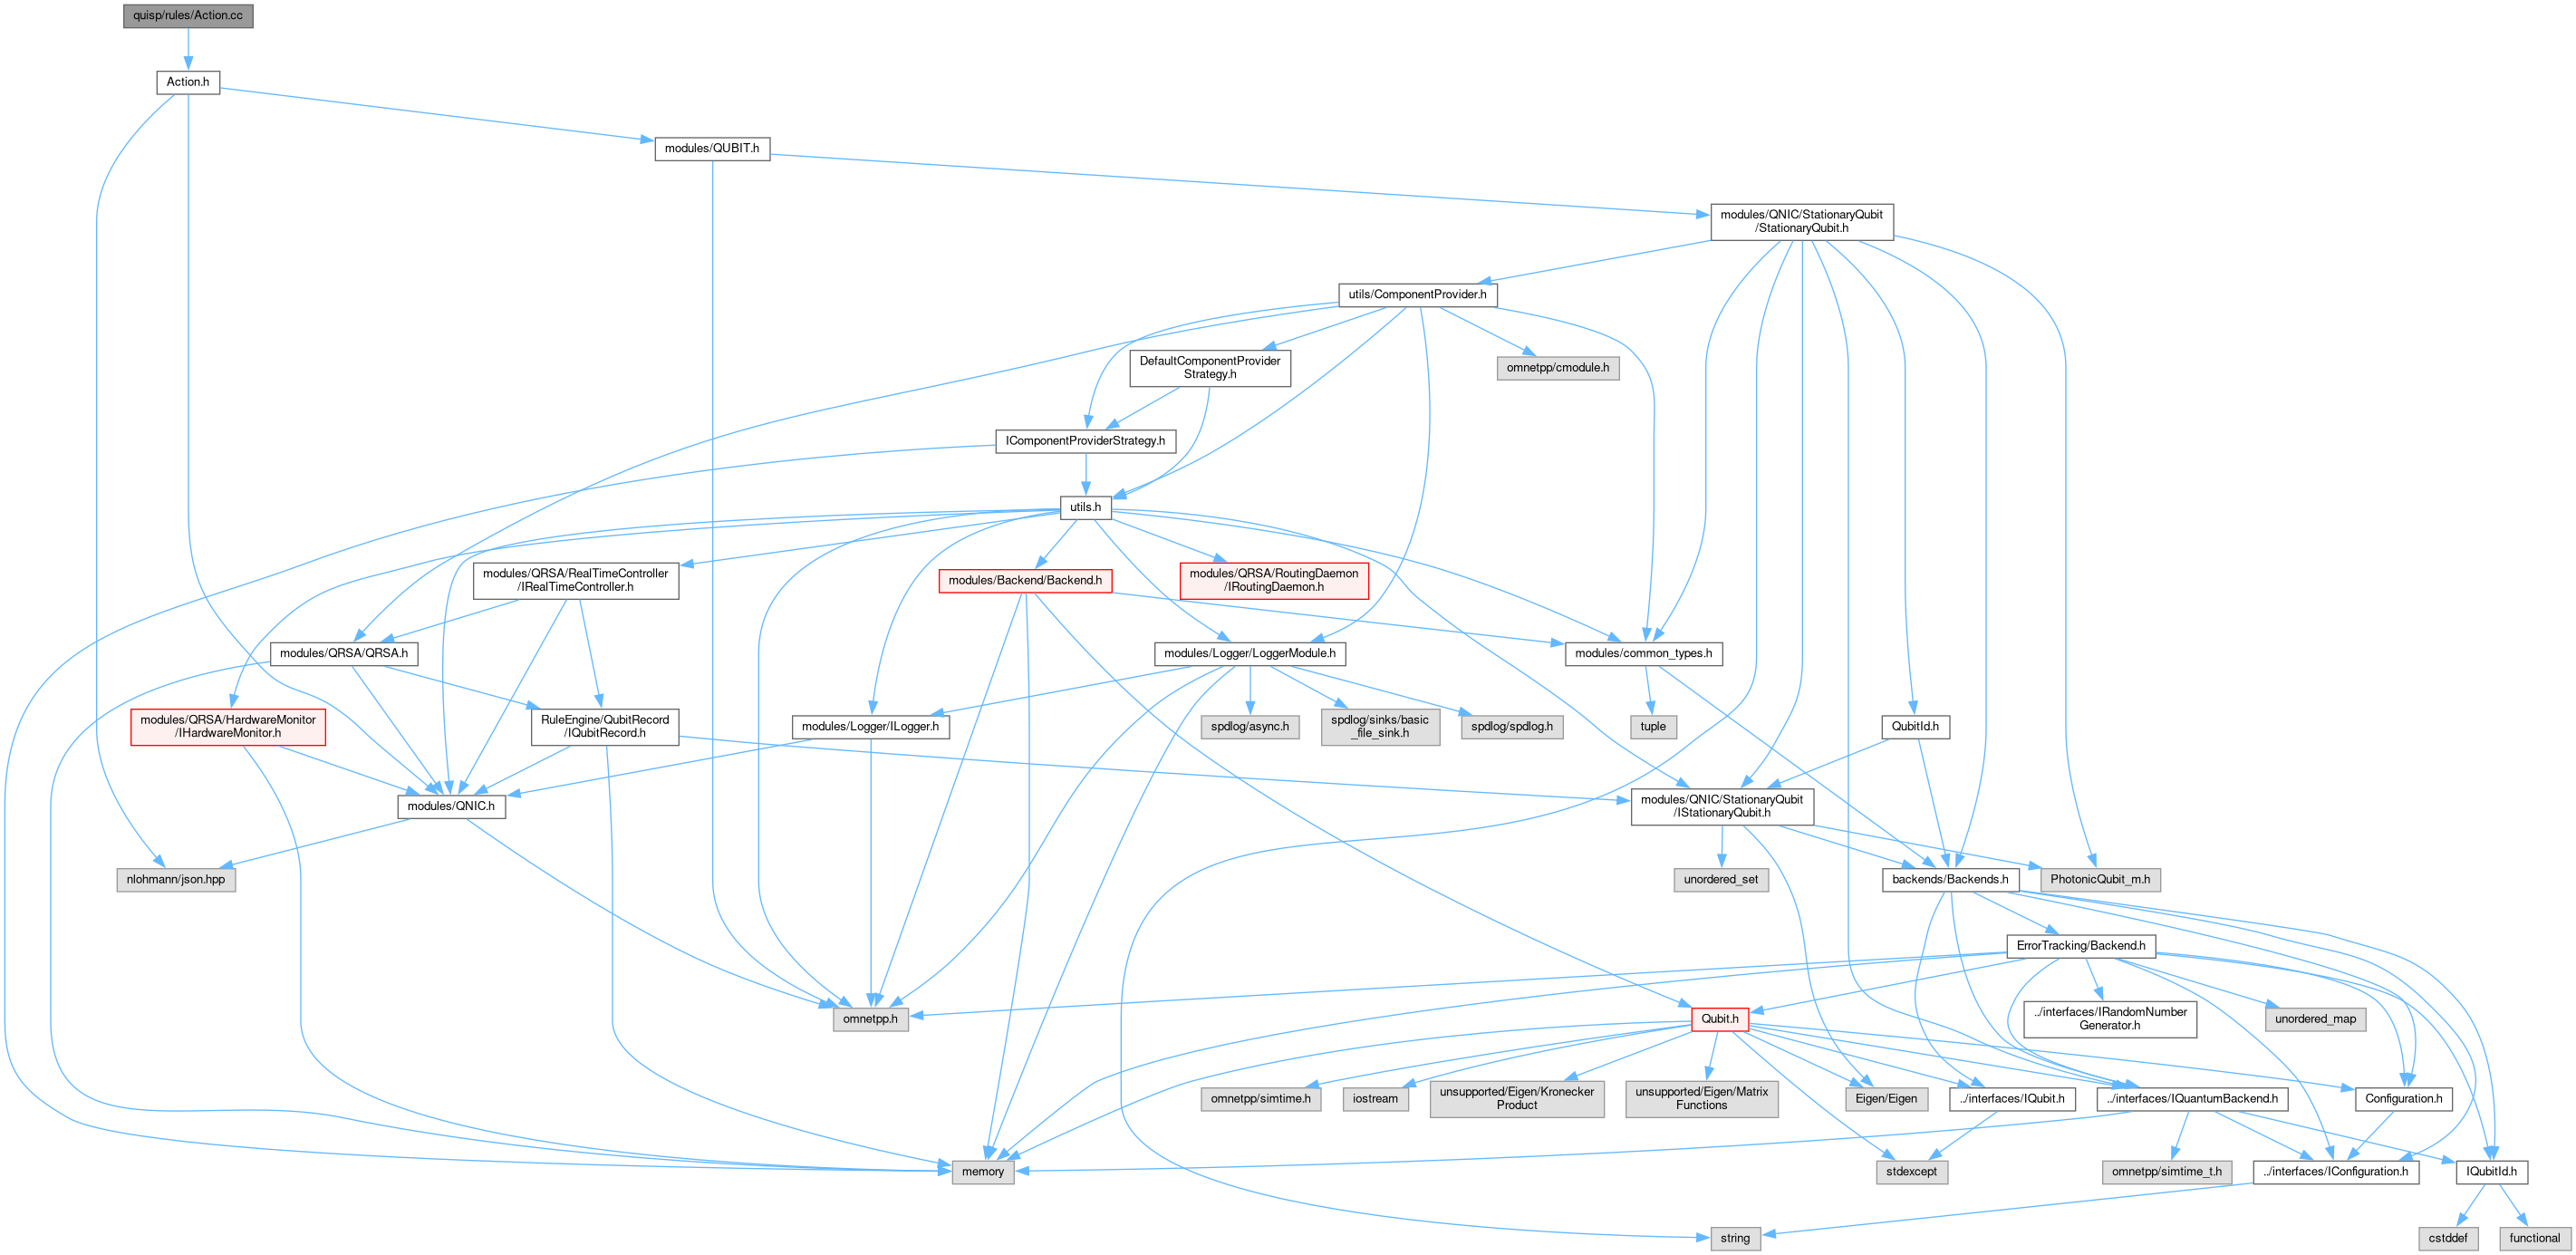 quisp/rules/Action.cc
Action.h
modules/QUBIT.h
modules/QNIC/StationaryQubit
/StationaryQubit.h
utils/ComponentProvider.h
DefaultComponentProvider
Strategy.h
omnetpp/cmodule.h
IComponentProviderStrategy.h
utils.h
modules/QRSA/RealTimeController
/IRealTimeController.h
modules/Backend/Backend.h
modules/QRSA/RoutingDaemon
/IRoutingDaemon.h
modules/QRSA/QRSA.h
modules/Logger/LoggerModule.h
modules/common_types.h
modules/QRSA/HardwareMonitor
/IHardwareMonitor.h
RuleEngine/QubitRecord
/IQubitRecord.h
modules/Logger/ILogger.h
spdlog/async.h
spdlog/sinks/basic
_file_sink.h
spdlog/spdlog.h
tuple
QubitId.h
modules/QNIC.h
modules/QNIC/StationaryQubit
/IStationaryQubit.h
nlohmann/json.hpp
unordered_set
backends/Backends.h
PhotonicQubit_m.h
ErrorTracking/Backend.h
omnetpp.h
Qubit.h
../interfaces/IRandomNumber
Generator.h
unordered_map
omnetpp/simtime.h
iostream
unsupported/Eigen/Kronecker
Product
unsupported/Eigen/Matrix
Functions
Eigen/Eigen
../interfaces/IQubit.h
../interfaces/IQuantumBackend.h
Configuration.h
memory
stdexcept
omnetpp/simtime_t.h
../interfaces/IConfiguration.h
IQubitId.h
string
cstddef
functional